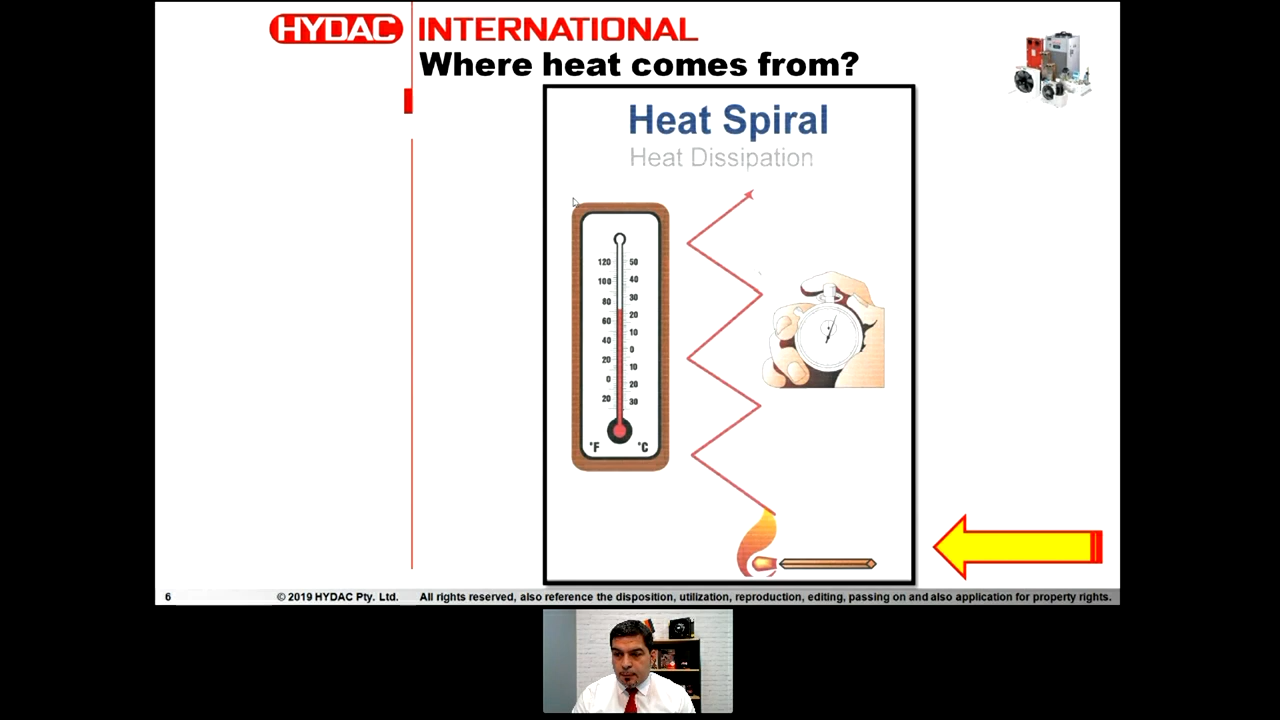 HYDAC INTERNATIONAL
Where heat comes from?
Heat Spiral
Heat Dissipation
120 50
100 40
80 30
60 20
40 10
20 0
0 10
20 20
30
°F °C
6 © 2019 HYDAC Pty. Ltd. All rights reserved, also reference the disposition, utilization, reproduction, editing, passing on and also application for property rights.